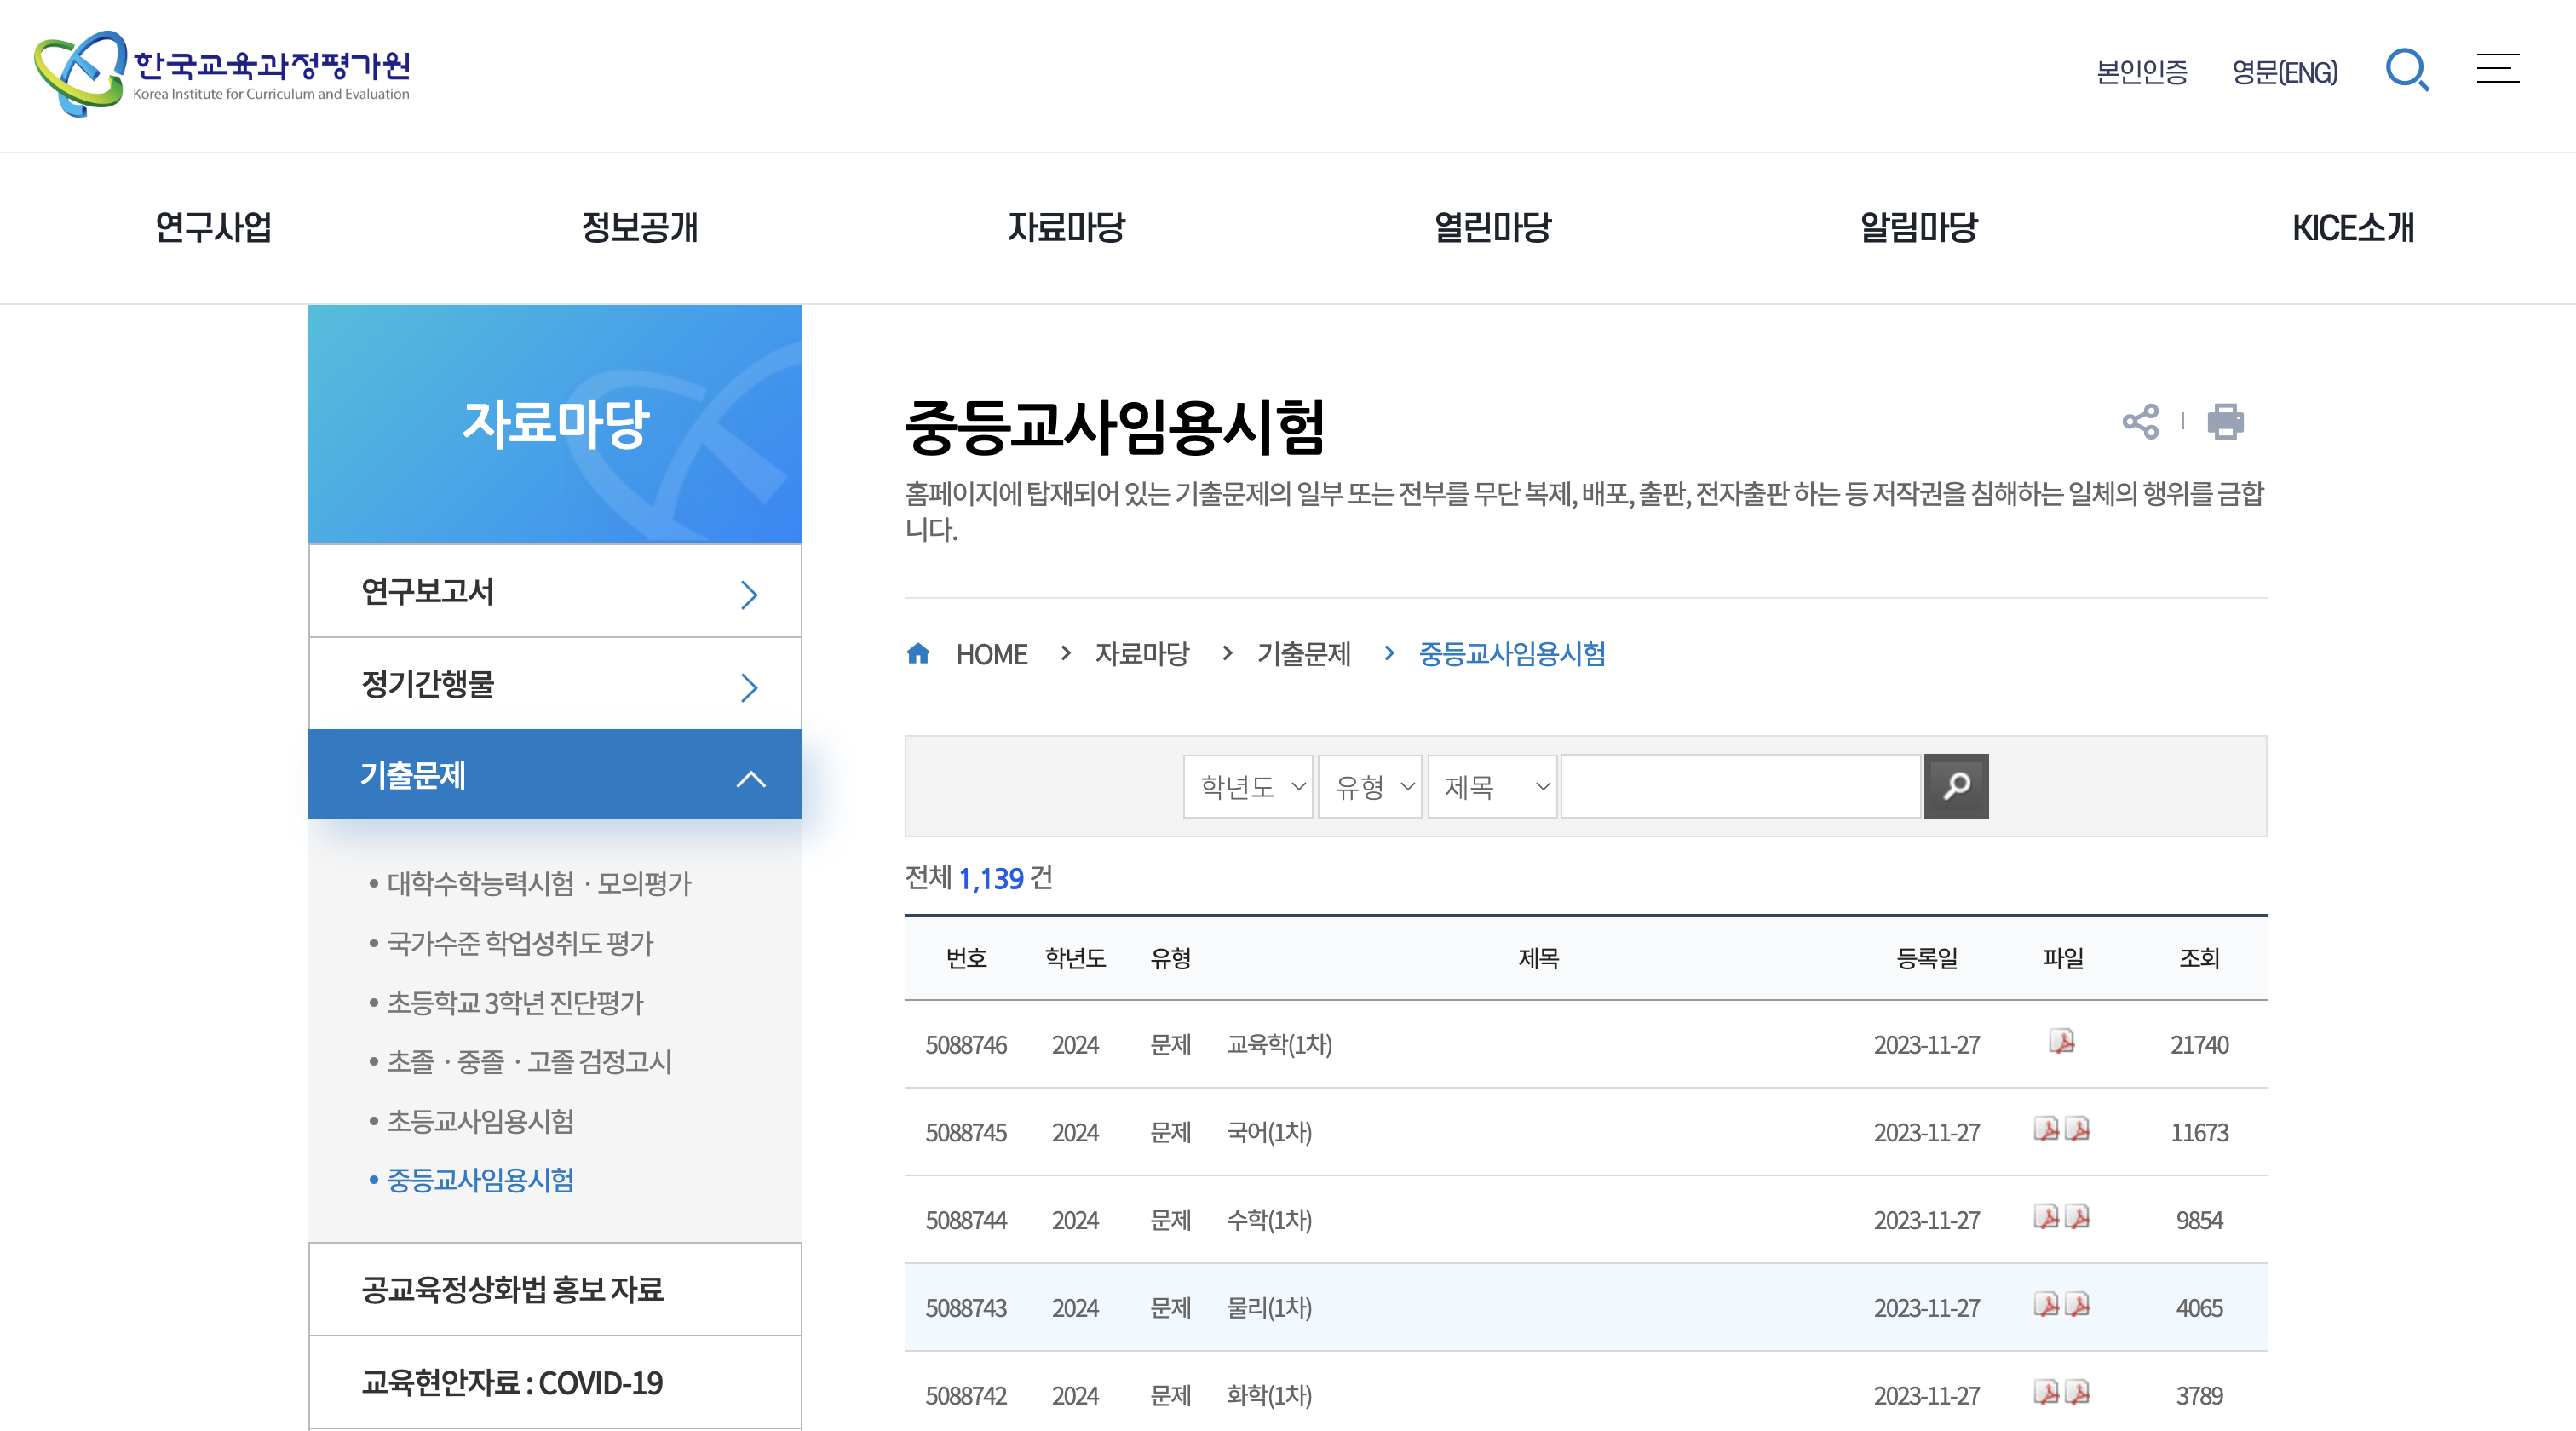 한국교육과정평가원
Korea Institute for Curriculum and Evaluation
본인인증 영문(ENG)
연구사업 정보공개 자료마당 열린마당 알림마당 KICE소개
자료마당
연구보고서
정기간행물
기출문제
• 대학수학능력시험 · 모의평가
• 국가수준 학업성취도 평가
• 초등학교 3학년 진단평가
• 초졸 · 중졸 · 고졸 검정고시
• 초등교사임용시험
• 중등교사임용시험
공교육정상화법 홍보 자료
교육현안자료 : COVID-19
중등교사임용시험
홈페이지에 탑재되어 있는 기출문제의 일부 또는 전부를 무단 복제, 배포, 출판, 전자출판 하는 등 저작권을 침해하는 일체의 행위를 금합
니다.
HOME > 자료마당 > 기출문제 > 중등교사임용시험
학년도 유형 제목
전체 1,139 건
번호 학년도 유형 제목 등록일 파일 조회
5088746 2024 문제 교육학(1차) 2023-11-27 21740
5088745 2024 문제 국어(1차) 2023-11-27 11673
5088744 2024 문제 수학(1차) 2023-11-27 9854
5088743 2024 문제 물리(1차) 2023-11-27 4065
5088742 2024 문제 화학(1차) 2023-11-27 3789